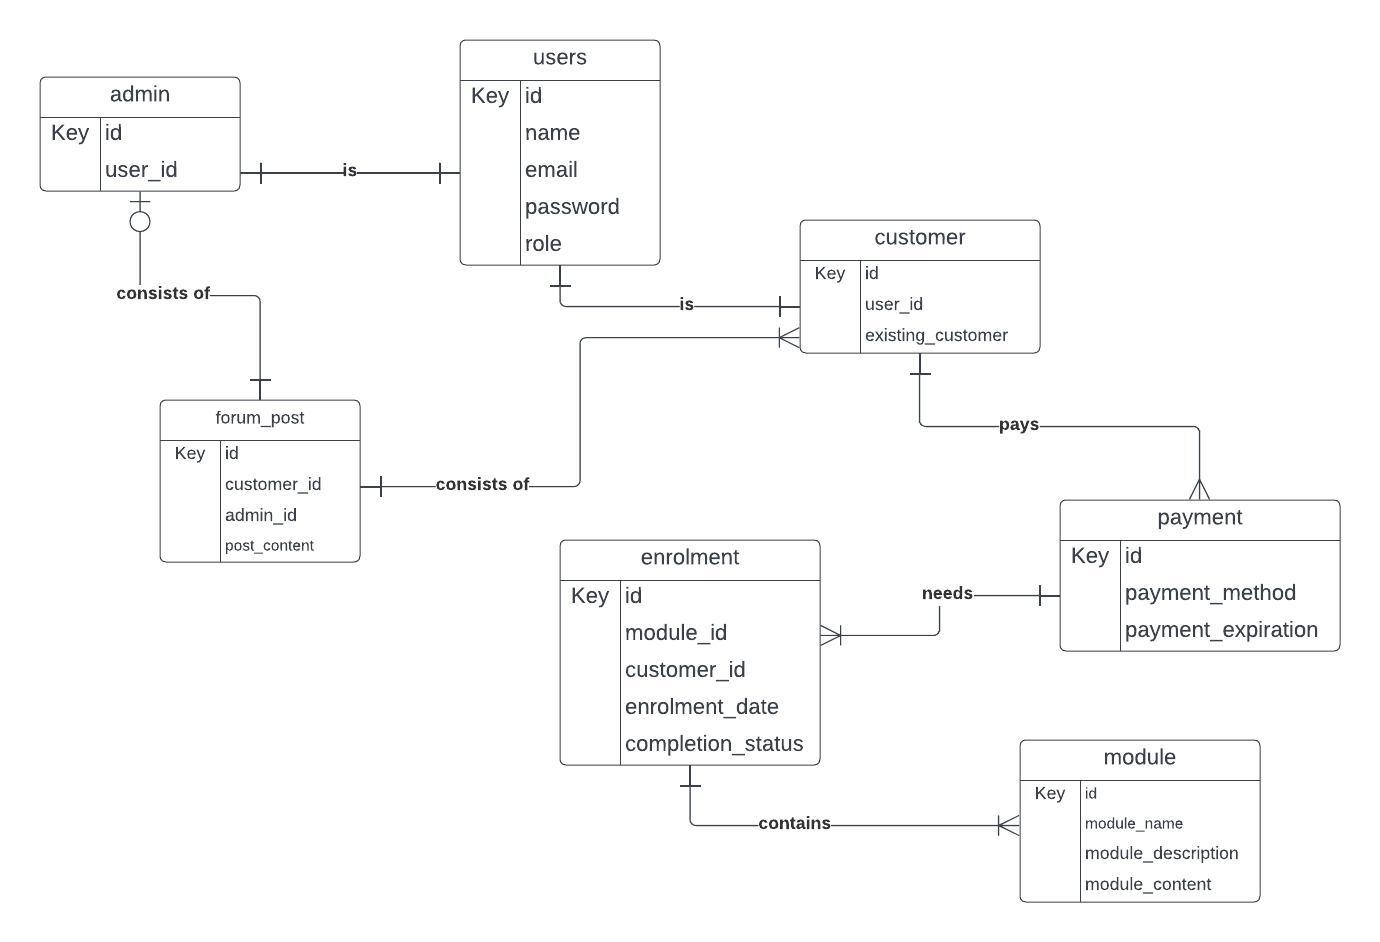 users
Key id
name
email
password
role
admin
Key id
user_id
is
customer
Key id
user_id
existing_customer
is
consists of
forum_post
Key id
customer_id
admin_id
post_content
consists of
pays
payment
Key id
payment_method
payment_expiration
enrolment
Key id
module_id
customer_id
enrolment_date
completion_status
needs
module
Key id
module_name
module_description
module_content
contains